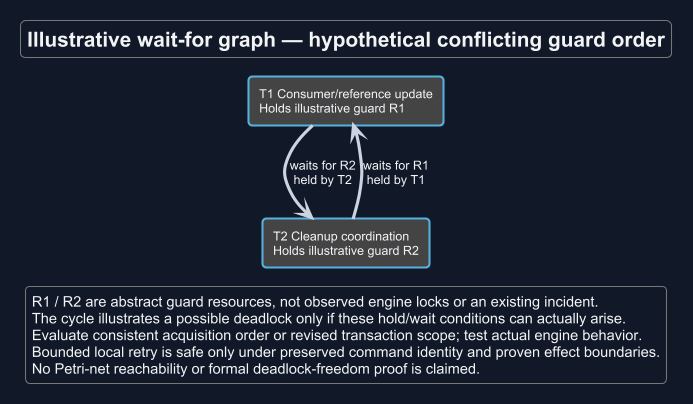 Illustrative wait-for graph — hypothetical conflicting guard order
T1 Consumer/reference update
Holds illustrative guard R1
waits for R2
held by T2
waits for R1
held by T1
T2 Cleanup coordination
Holds illustrative guard R2
R1 / R2 are abstract guard resources, not observed engine locks or an existing incident.
The cycle illustrates a possible deadlock only if these hold/wait conditions can actually arise.
Evaluate consistent acquisition order or revised transaction scope; test actual engine behavior.
Bounded local retry is safe only under preserved command identity and proven effect boundaries.
No Petri-net reachability or formal deadlock-freedom proof is claimed.